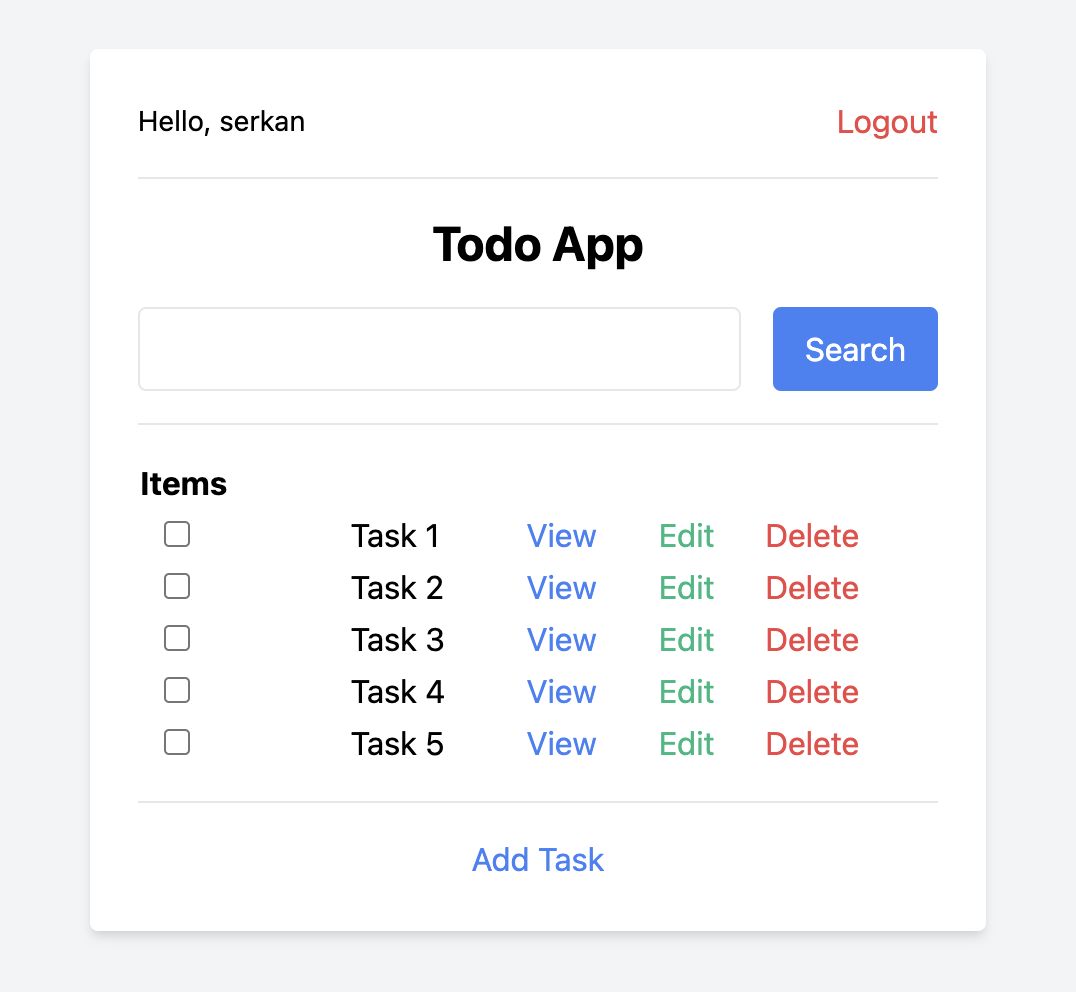 Hello, serkan Logout
Todo App
Search
Items
Task 1 View Edit Delete
Task 2 View Edit Delete
Task 3 View Edit Delete
Task 4 View Edit Delete
Task 5 View Edit Delete
Add Task